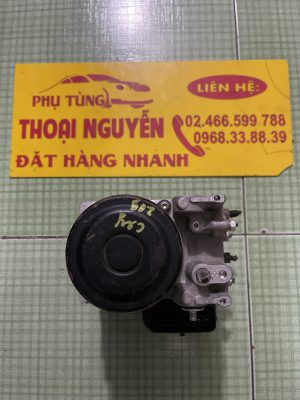 PHỤ TÙNG
THOẠI NGUYỄN
ĐẶT HÀNG NHANH
LIÊN HỆ:
02.466.599 788
0968.33.88.39